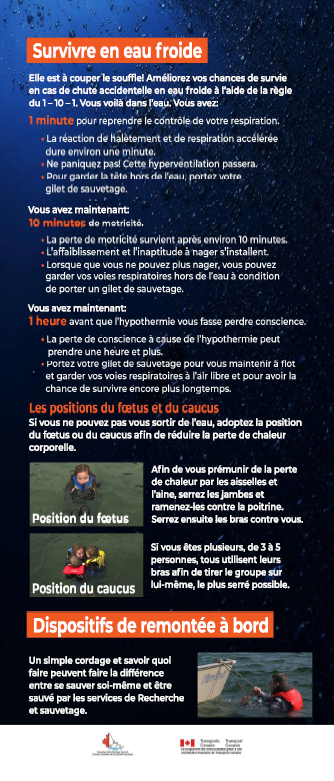 Survivre en eau froide
Elle est à couper le souffle! Améliorez vos chances de survie
en cas de chute accidentelle en eau froide à l'aide de la règle
du 1 – 10 – 1. Vous voilà dans l'eau. Vous avez:
1 minute pour reprendre le contrôle de votre respiration.
• La réaction de halètement et de respiration accélérée
dure environ une minute.
• Ne paniquez pas! Cette hyperventilation passera.
• Pour garder la tête hors de l'eau, portez votre
gilet de sauvetage.
Vous avez maintenant:
10 minutes de motricité.
• La perte de motricité survient après environ 10 minutes.
• L'affaiblissement et l'inaptitude à nager s'installent.
• Lorsque que vous ne pouvez plus nager, vous pouvez
garder vos voies respiratoires hors de l'eau à condition
de porter un gilet de sauvetage.
Vous avez maintenant:
1 heure avant que l'hypothermie vous fasse perdre conscience.
• La perte de conscience à cause de l'hypothermie peut
prendre une heure et plus.
• Portez votre gilet de sauvetage pour vous maintenir à flot
et garder vos voies respiratoires à l'air libre et pour avoir la
chance de survivre encore plus longtemps.
Les positions du fœtus et du caucus
Si vous ne pouvez pas vous sortir de l'eau, adoptez la position
du fœtus ou du caucus afin de réduire la perte de chaleur
corporelle.
Afin de vous prémunir de la perte
de chaleur par les aisselles et
l'aine, serrez les jambes et
ramenez-les contre la poitrine.
Serrez ensuite les bras contre vous.
Position du fœtus
Si vous êtes plusieurs, de 3 à 5
personnes, tous utilisent leurs
bras afin de tirer le groupe sur
lui-même, le plus serré possible.
Position du caucus
Dispositifs de remontée à bord
Un simple cordage et savoir quoi
faire peuvent faire la différence
entre se sauver soi-même et être
sauvé par les services de Recherche
et sauvetage.
Transports Transport
Canada Canada